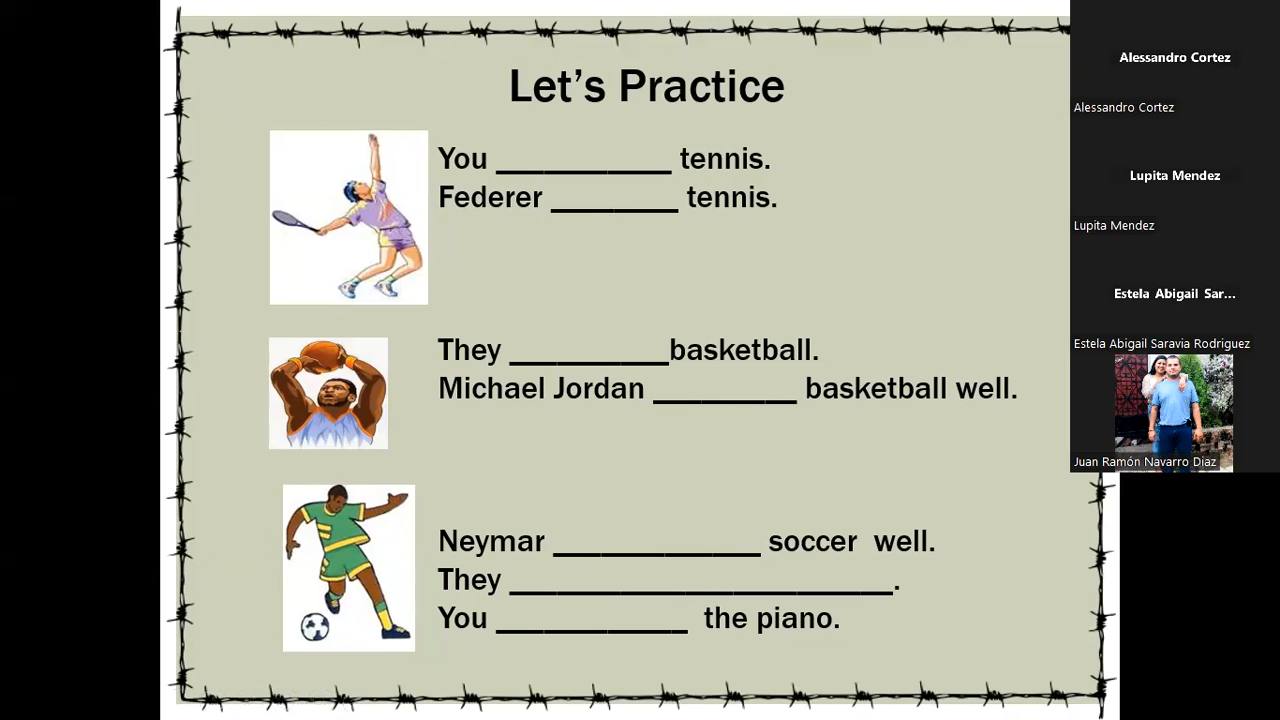 Let's Practice
You ___________ tennis.
Federer ________ tennis.
They __________basketball.
Michael Jordan _________ basketball well.
Neymar _____________ soccer  well.
They ________________________.
You ____________  the piano.
Alessandro Cortez
Alessandro Cortez
Lupita Mendez
Lupita Mendez
Estela Abigail Sar...
Estela Abigail Saravia Rodriguez
Juan Ramón Navarro Diaz